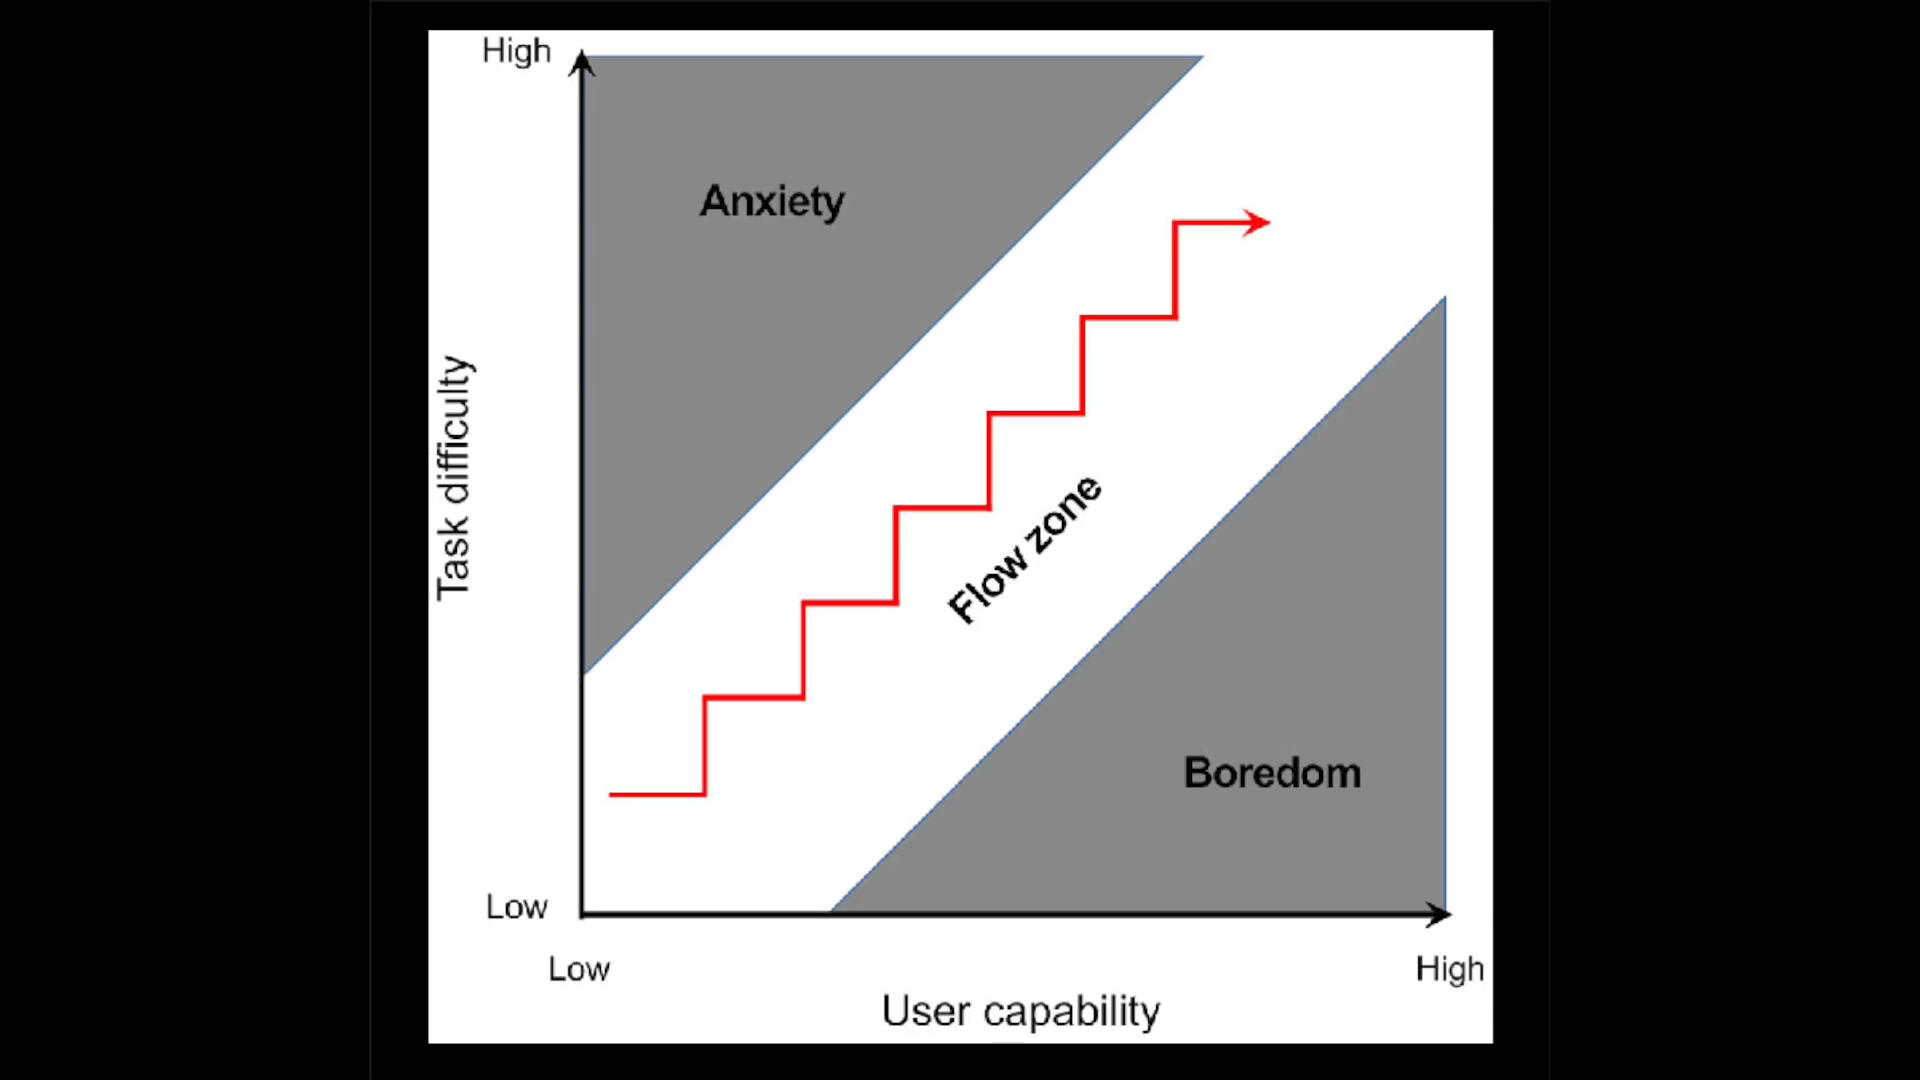 High
Anxiety
Task difficulty
Flow zone
Boredom
Low
Low
High
User capability